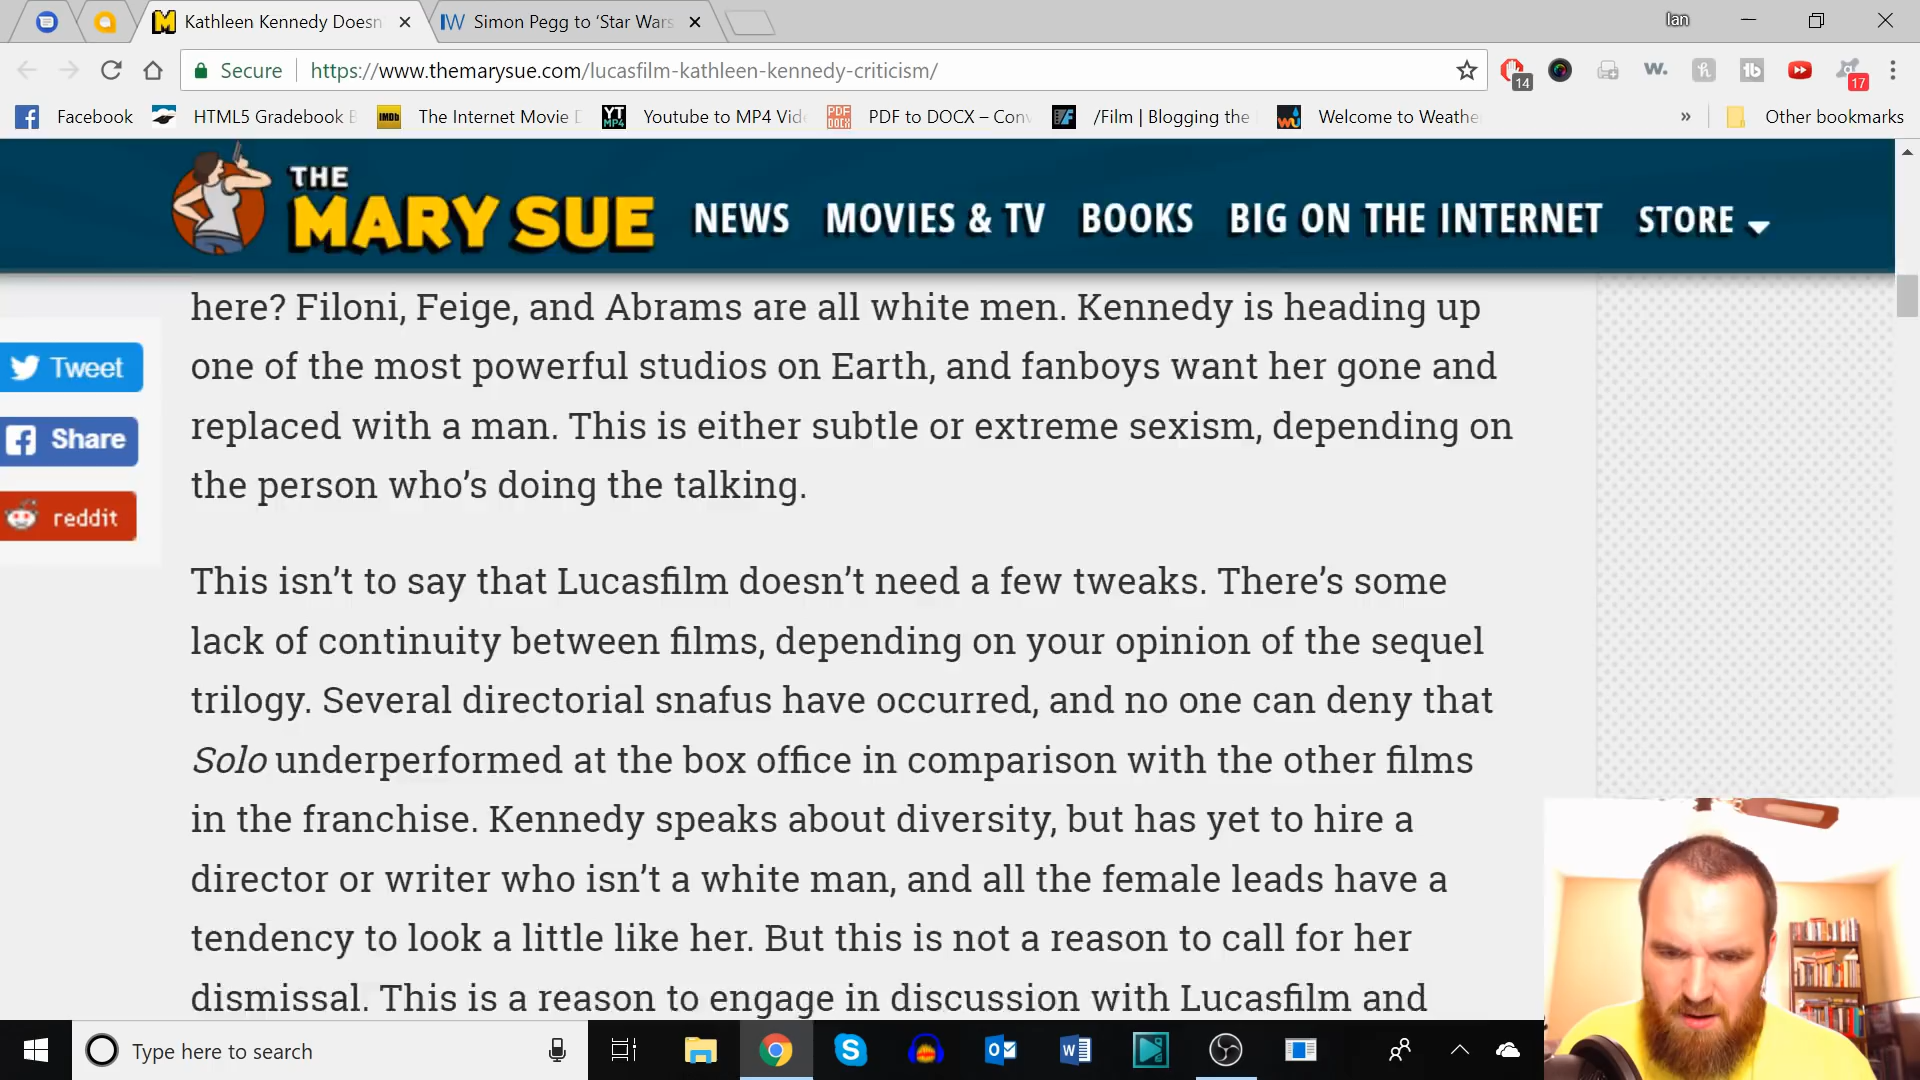 Kathleen Kennedy Doesn
Simon Pegg to ‘Star Wars
Ian
Secure
https://www.themarysue.com/lucasfilm-kathleen-kennedy-criticism/
14
17
Facebook
HTML5 Gradebook
IMDb
The Internet Movie
YT MP4
Youtube to MP4 Vid
PDF DOCX
PDF to DOCX – Con
/Film | Blogging the
Welcome to Weathe
»
Other bookmarks
THE
MARY SUE
NEWS
MOVIES & TV
BOOKS
BIG ON THE INTERNET
STORE
Tweet
Share
reddit
here? Filoni, Feige, and Abrams are all white men. Kennedy is heading up
one of the most powerful studios on Earth, and fanboys want her gone and
replaced with a man. This is either subtle or extreme sexism, depending on
the person who’s doing the talking.
This isn’t to say that Lucasfilm doesn’t need a few tweaks. There’s some
lack of continuity between films, depending on your opinion of the sequel
trilogy. Several directorial snafus have occurred, and no one can deny that
Solo underperformed at the box office in comparison with the other films
in the franchise. Kennedy speaks about diversity, but has yet to hire a
director or writer who isn’t a white man, and all the female leads have a
tendency to look a little like her. But this is not a reason to call for her
dismissal. This is a reason to engage in discussion with Lucasfilm and
Type here to search